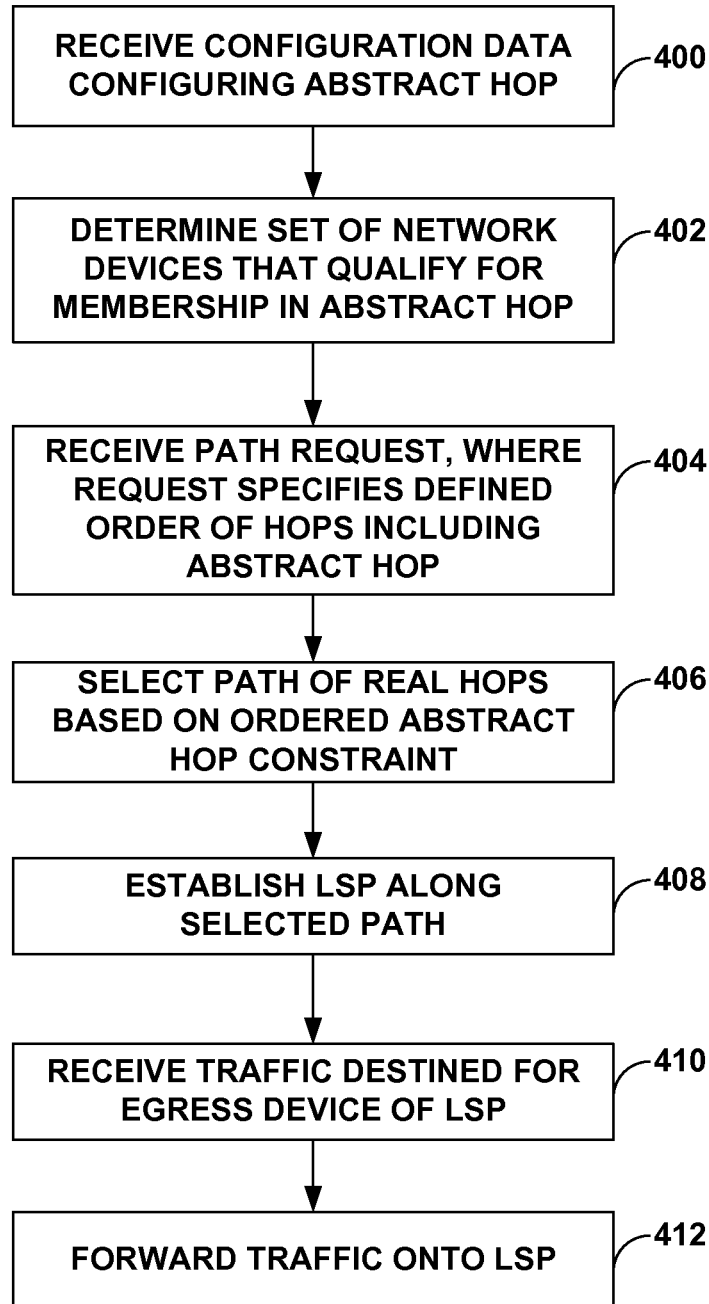 RECEIVE CONFIGURATION DATA
CONFIGURING ABSTRACT HOP
400
DETERMINE SET OF NETWORK
DEVICES THAT QUALIFY FOR
MEMBERSHIP IN ABSTRACT HOP
402
RECEIVE PATH REQUEST, WHERE
REQUEST SPECIFIES DEFINED
ORDER OF HOPS INCLUDING
ABSTRACT HOP
404
SELECT PATH OF REAL HOPS
BASED ON ORDERED ABSTRACT
HOP CONSTRAINT
406
ESTABLISH LSP ALONG
SELECTED PATH
408
RECEIVE TRAFFIC DESTINED FOR
EGRESS DEVICE OF LSP
410
FORWARD TRAFFIC ONTO LSP
412